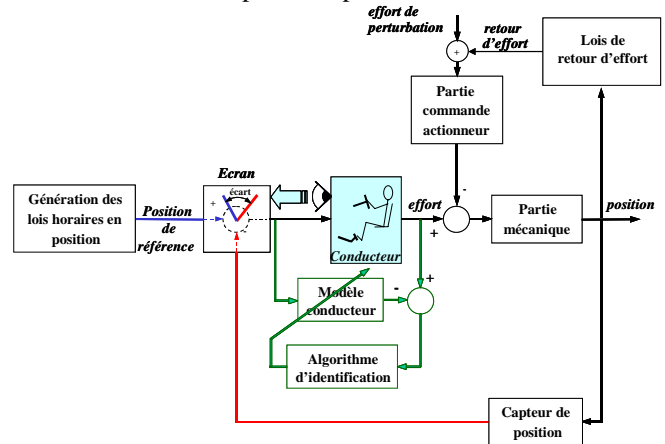 effort de
perturbation
retour
d'effort
Lois de
retour d'effort
+
Partie
commande
actionneur
Ecran
écart
+
-
-
Génération des
lois horaires en
position
Position
de
référence
effort
+
Partie
mécanique
position
Conducteur
+
-
Modèle
conducteur
Algorithme
d'identification
Capteur de
position